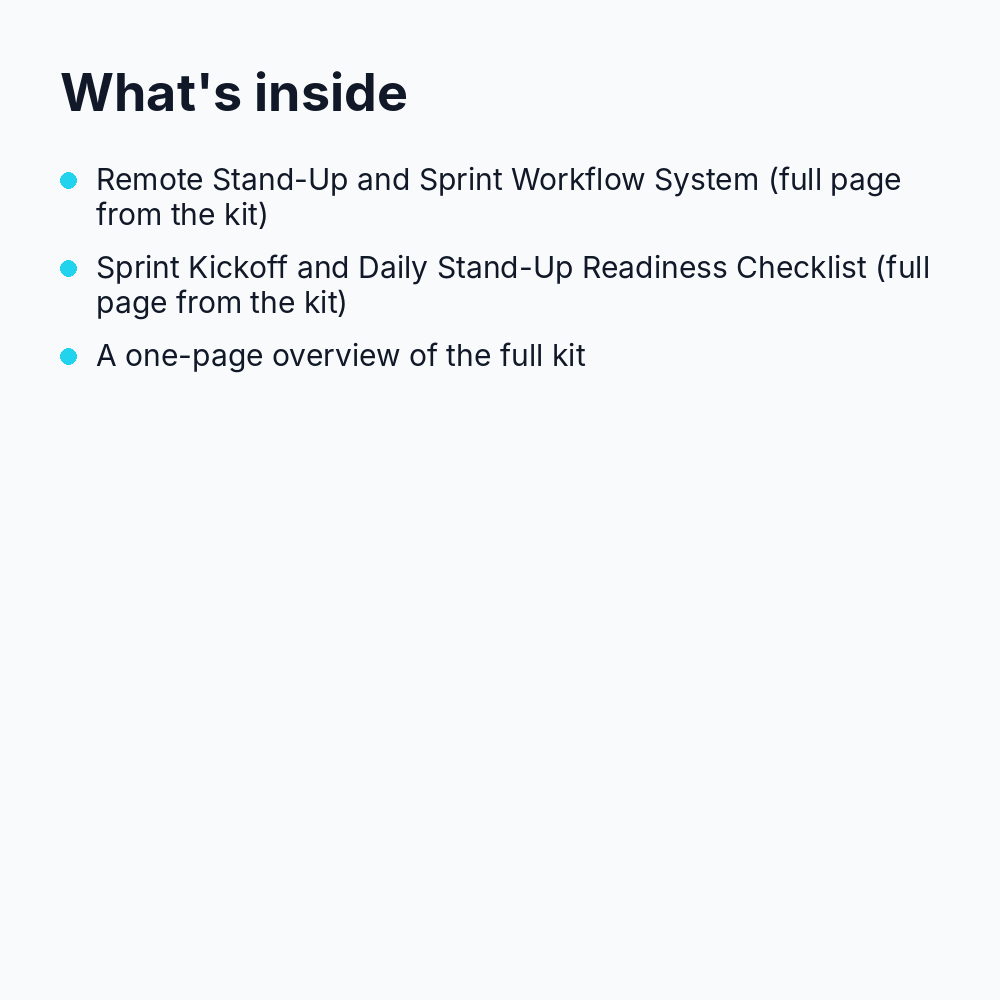 What's inside
Remote Stand-Up and Sprint Workflow System (full page
from the kit)
Sprint Kickoff and Daily Stand-Up Readiness Checklist (full
page from the kit)
A one-page overview of the full kit